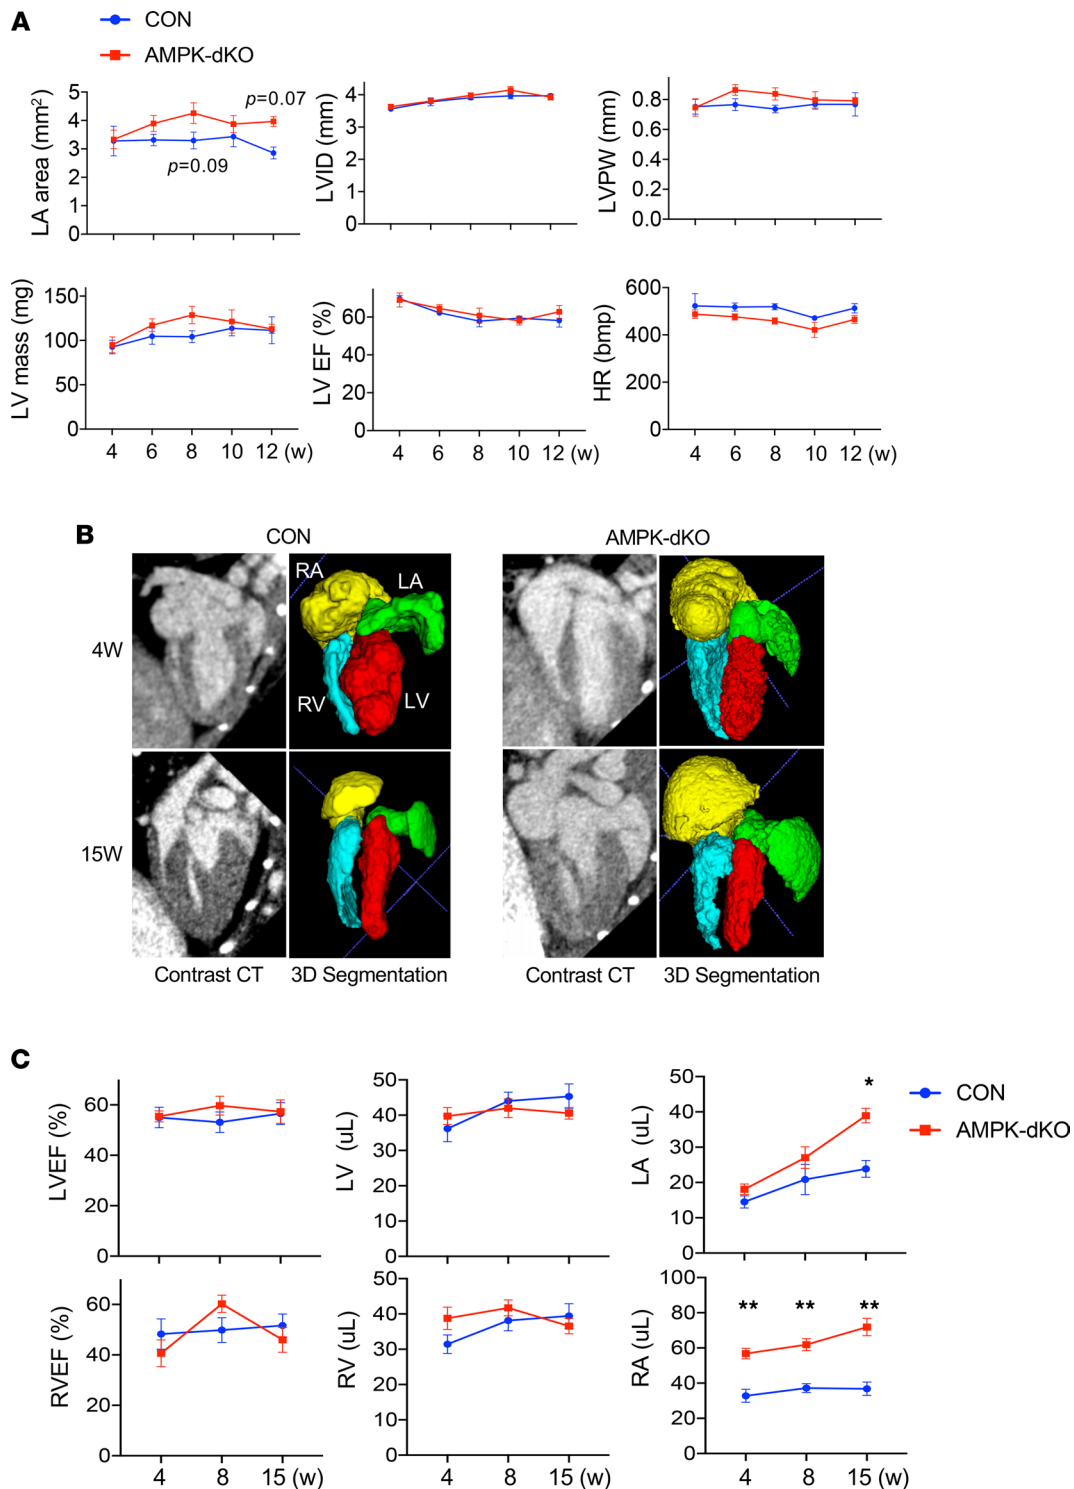 A
CON
AMPK-dKO
LA area (mm²)
5
4
3
2
1
0
p=0.07
p=0.09
LVID (mm)
4
2
0
LVPW (mm)
0.8
0.6
0.4
0.2
0.0
LV mass (mg)
150
100
50
0
4 6 8 10 12 (w)
LV EF (%)
60
40
20
0
4 6 8 10 12 (w)
HR (bmp)
600
400
200
0
4 6 8 10 12 (w)
B
CON
AMPK-dKO
4W
RA
LA
RV
LV
15W
Contrast CT
3D Segmentation
Contrast CT
3D Segmentation
C
LVEF (%)
60
40
20
0
LV (uL)
50
40
30
20
10
0
LA (uL)
50
40
30
20
10
0
*
CON
AMPK-dKO
RVEF (%)
60
40
20
0
4 8 15 (w)
RV (uL)
50
40
30
20
10
0
4 8 15 (w)
RA (uL)
100
80
60
40
20
0
** ** **
4 8 15 (w)